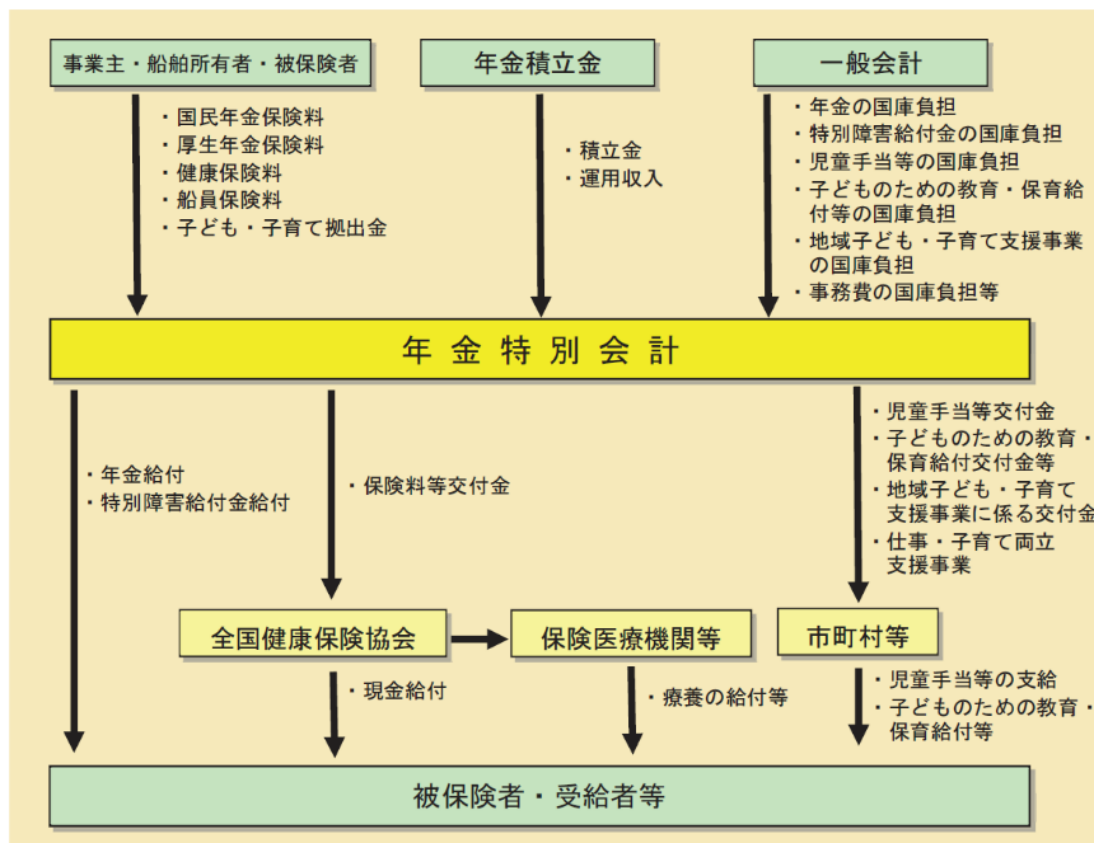 事業主・船舶所有者・被保険者
年金積立金
一般会計
・国民年金保険料
・厚生年金保険料
・健康保険料
・船員保険料
・子ども・子育て拠出金
・積立金
・運用収入
・年金の国庫負担
・特別障害給付金の国庫負担
・児童手当等の国庫負担
・子どものための教育・保育給
付等の国庫負担
・地域子ども・子育て支援事業
の国庫負担
・事務費の国庫負担等
年金特別会計
・年金給付
・特別障害給付金給付
・保険料等交付金
・児童手当等交付金
・子どものための教育・
保育給付交付金等
・地域子ども・子育て
支援事業に係る交付金
・仕事・子育て両立
支援事業
全国健康保険協会
保険医療機関等
市町村等
・現金給付
・療養の給付等
・児童手当等の支給
・子どものための教育・
保育給付等
被保険者・受給者等